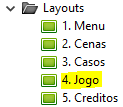 Layouts
1. Menu
2. Cenas
3. Casos
4. Jogo
5. Creditos